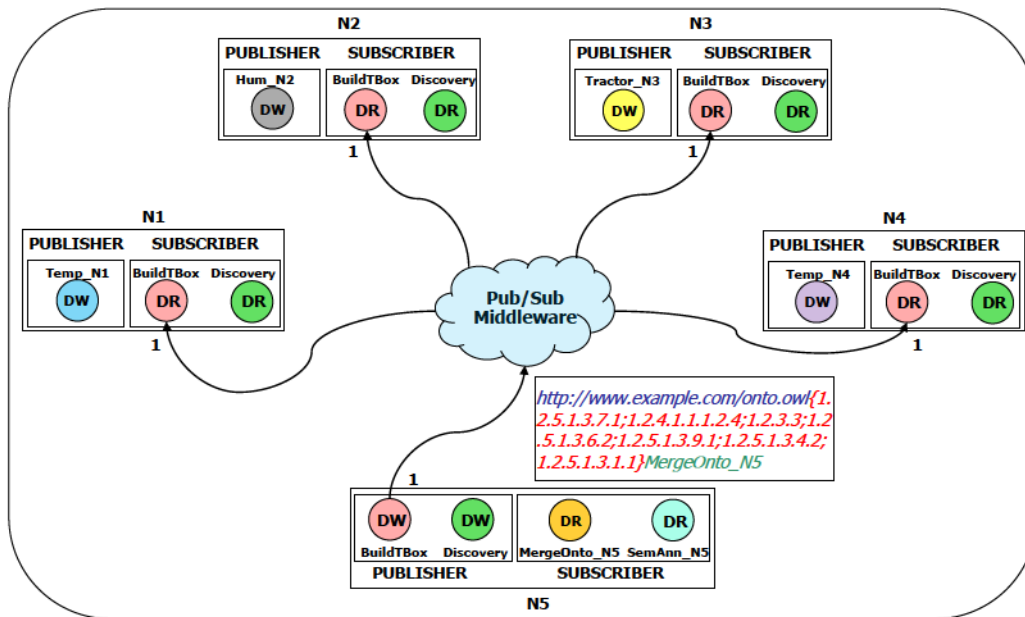 N2
PUBLISHER SUBSCRIBER
Hum_N2 BuildTBox Discovery
DW DR DR
1
N3
PUBLISHER SUBSCRIBER
Tractor_N3 BuildTBox Discovery
DW DR DR
1
N1
PUBLISHER SUBSCRIBER
Temp_N1 BuildTBox Discovery
DW DR DR
1
N4
PUBLISHER SUBSCRIBER
Temp_N4 BuildTBox Discovery
DW DR DR
1
Pub/Sub
Middleware
http://www.example.com/onto.owl{1.
2.5.1.3.7.1;1.2.4.1.1.1.2.4;1.2.3.3;1.2
.5.1.3.6.2;1.2.5.1.3.9.1;1.2.5.1.3.4.2;
1.2.5.1.3.1.1}MergeOnto_N5
1
DW DW DR DR
BuildTBox Discovery MergeOnto_N5 SemAnn_N5
PUBLISHER SUBSCRIBER
N5